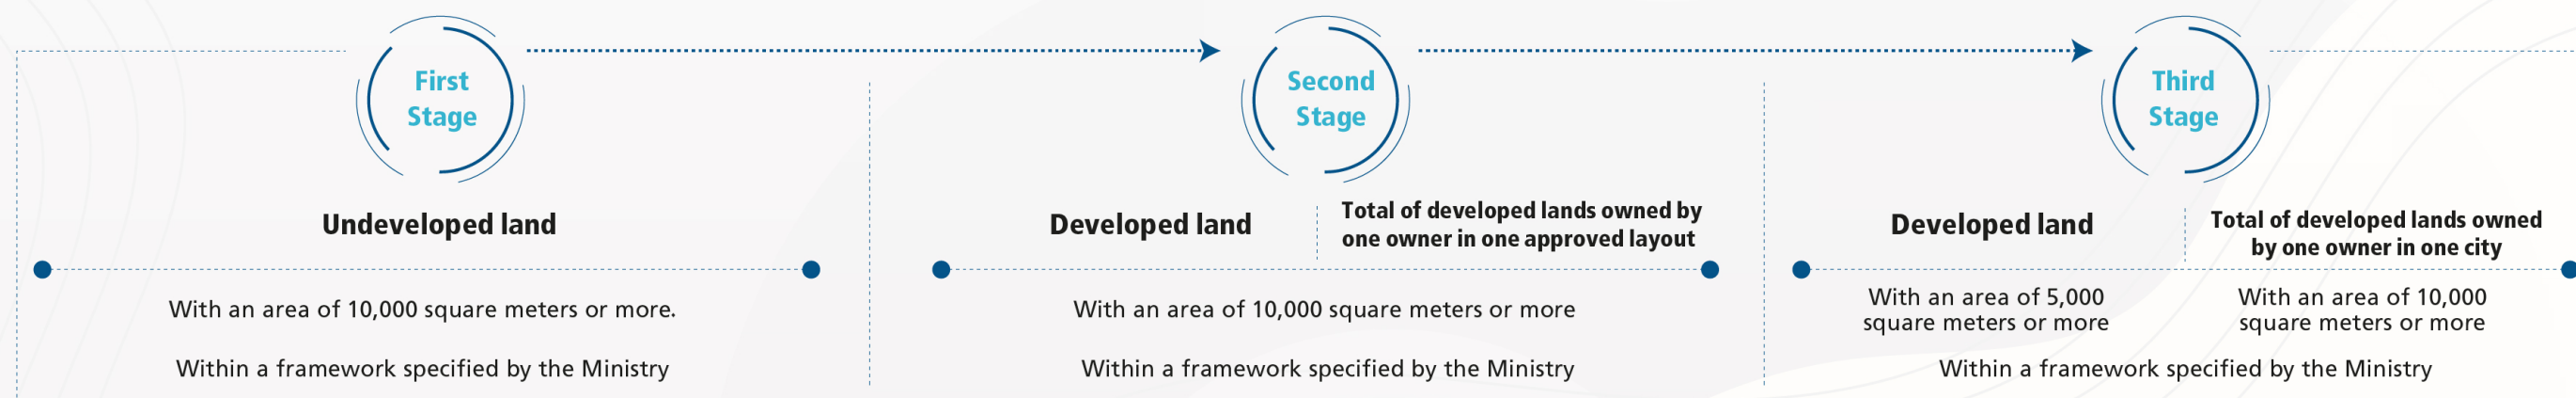 First
Stage
Undeveloped land
With an area of 10,000 square meters or more.
Within a framework specified by the Ministry
Second
Stage
Developed land
Total of developed lands owned by
one owner in one approved layout
With an area of 10,000 square meters or more
Within a framework specified by the Ministry
Third
Stage
Developed land
Total of developed lands owned
by one owner in one city
With an area of 5,000
square meters or more
With an area of 10,000
square meters or more
Within a framework specified by the Ministry